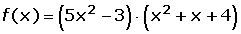 f(x) = (5x² – 3) · (x² + x + 4)